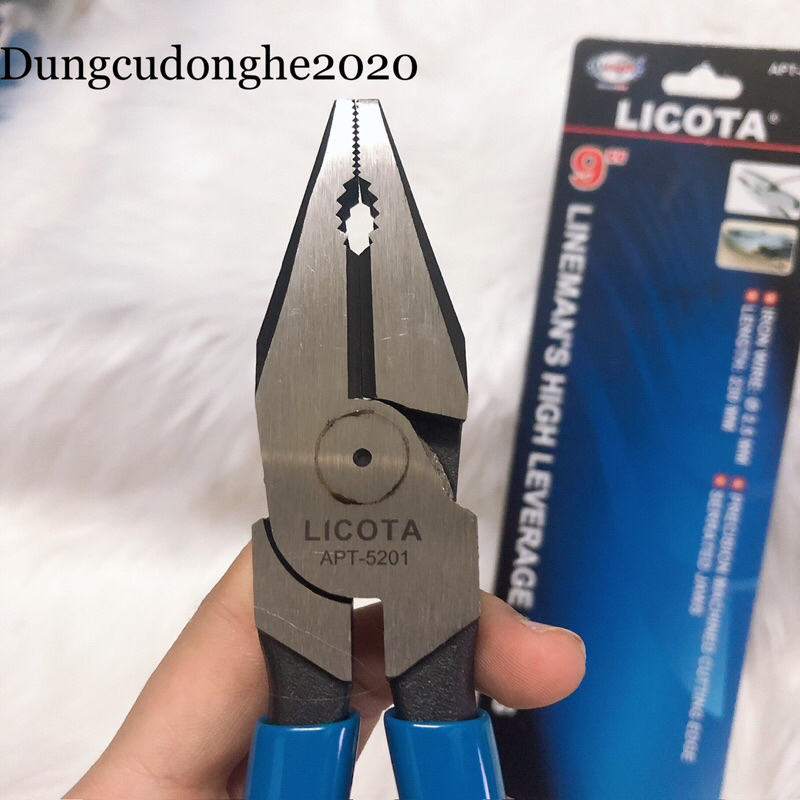 Dungcudonghe2020
LICOTA
APT-5201
LICOTA®
9"
LINEMAN'S HIGH LEVERAGE
IRON WIRE: Ø 2.5 MM
LENGTH: 230 MM
PRECISION MACHINED CUTTING EDGE
SERRATED JAWS